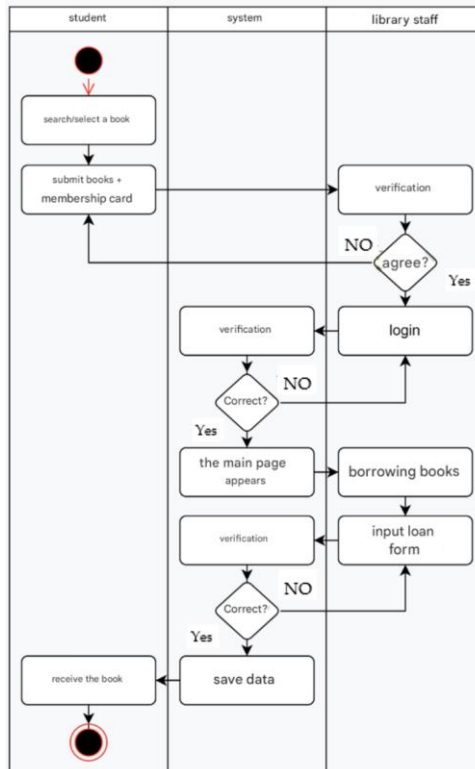 student system library staff
search/select a book
submit books +
membership card
verification
NO
agree?
Yes
verification
login
Correct?
NO
Yes
the main page
appears
borrowing books
verification
input loan
form
Correct?
NO
Yes
receive the book
save data